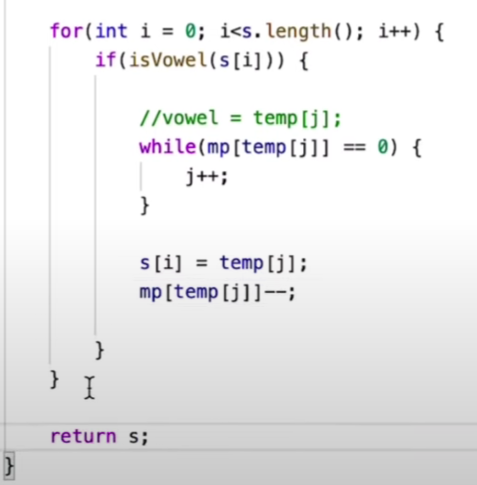 for(int i = 0; i<s.length(); i++) {
if(isVowel(s[i])) {
//vowel = temp[j];
while(mp[temp[j]] == 0) {
j++;
}
s[i] = temp[j];
mp[temp[j]]--;
}
}
return s;
}